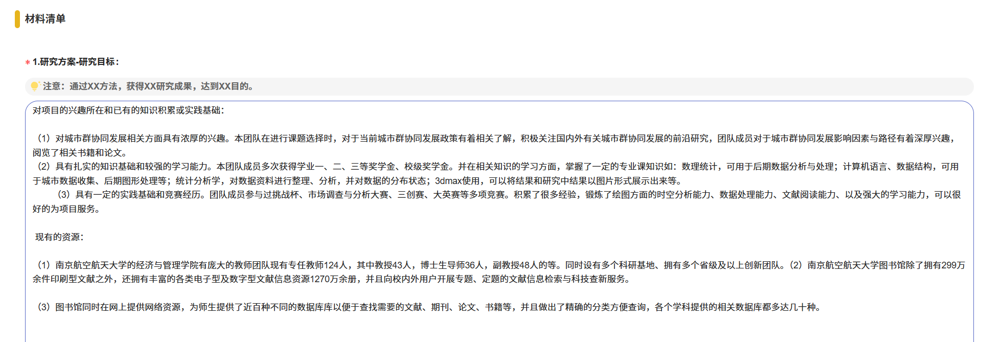 材料清单
* 1.研究方案-研究目标：
注意：通过XX方法，获得XX研究成果，达到XX目的。
对项目的兴趣所在和已有的知识积累或实践基础：
（1）对城市群协同发展相关方面具有浓厚的兴趣。本团队在进行课题选择时，对于当前城市群协同发展政策有着相关了解，积极关注国内外有关城市群协同发展的前沿研究，团队成员对于城市群协同发展影响因素与路径有着深厚兴趣，
阅览了相关书籍和论文。
（2）具有扎实的知识基础和较强的学习能力。本团队成员多次获得学业一、二、三等奖学金、校级奖学金。并在相关知识的学习方面，掌握了一定的专业课知识如：数理统计，可用于后期数据分析与处理；计算机语言、数据结构，可用
于城市数据收集、后期图形处理等；统计分析学，对数据资料进行整理、分析，并对数据的分布状态；3dmax使用，可以将结果和研究中结果以图片形式展示出来等。
（3）具有一定的实践基础和竞赛经历。团队成员参与过挑战杯、市场调查与分析大赛、三创赛、大英赛等多项竞赛。积累了很多经验，锻炼了绘图方面的时空分析能力、数据处理能力、文献阅读能力、以及强大的学习能力，可以很
好的为项目服务。
现有的资源：
（1）南京航空航天大学的经济与管理学院有庞大的教师团队现有专任教师124人，其中教授43人，博士生导师36人，副教授48人的等。同时设有多个科研基地、拥有多个省级及以上创新团队。（2）南京航空航天大学图书馆除了拥有299万
余件印刷型文献之外，还拥有丰富的各类电子型及数字型文献信息资源1270万余册，并且向校内外用户开展专题、定题的文献信息检索与科技查新服务。
（3）图书馆同时在网上提供网络资源，为师生提供了近百种不同的数据库库以便于查找需要的文献、期刊、论文、书籍等，并且做出了精确的分类方便查询，各个学科提供的相关数据库都多达几十种。